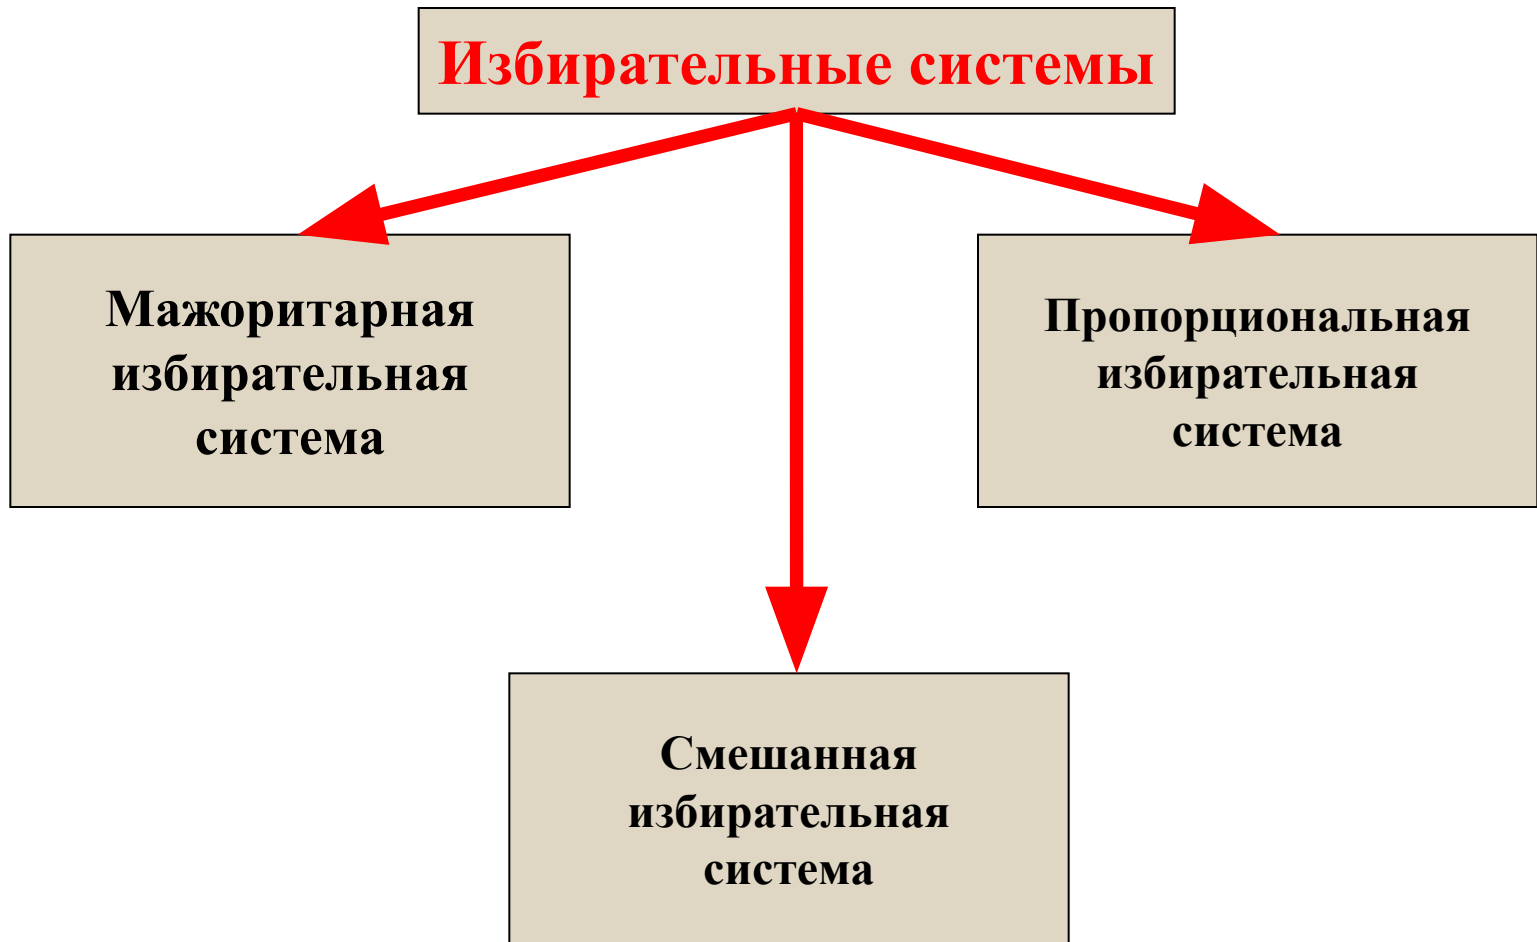 Избирательные системы
Мажоритарная
избирательная
система
Пропорциональная
избирательная
система
Смешанная
избирательная
система